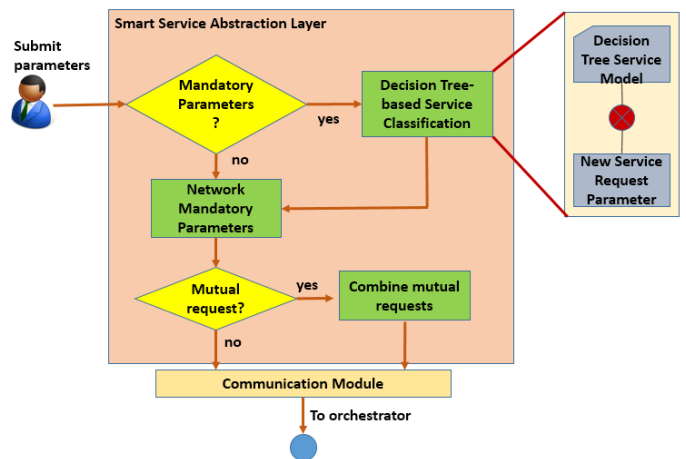 Smart Service Abstraction Layer
Submit
parameters
Mandatory
Parameters
?
yes
Decision Tree-
based Service
Classification
Decision
Tree Service
Model
no
New Service
Request
Parameter
Network
Mandatory
Parameters
Mutual
request?
yes
Combine mutual
requests
no
Communication Module
To orchestrator